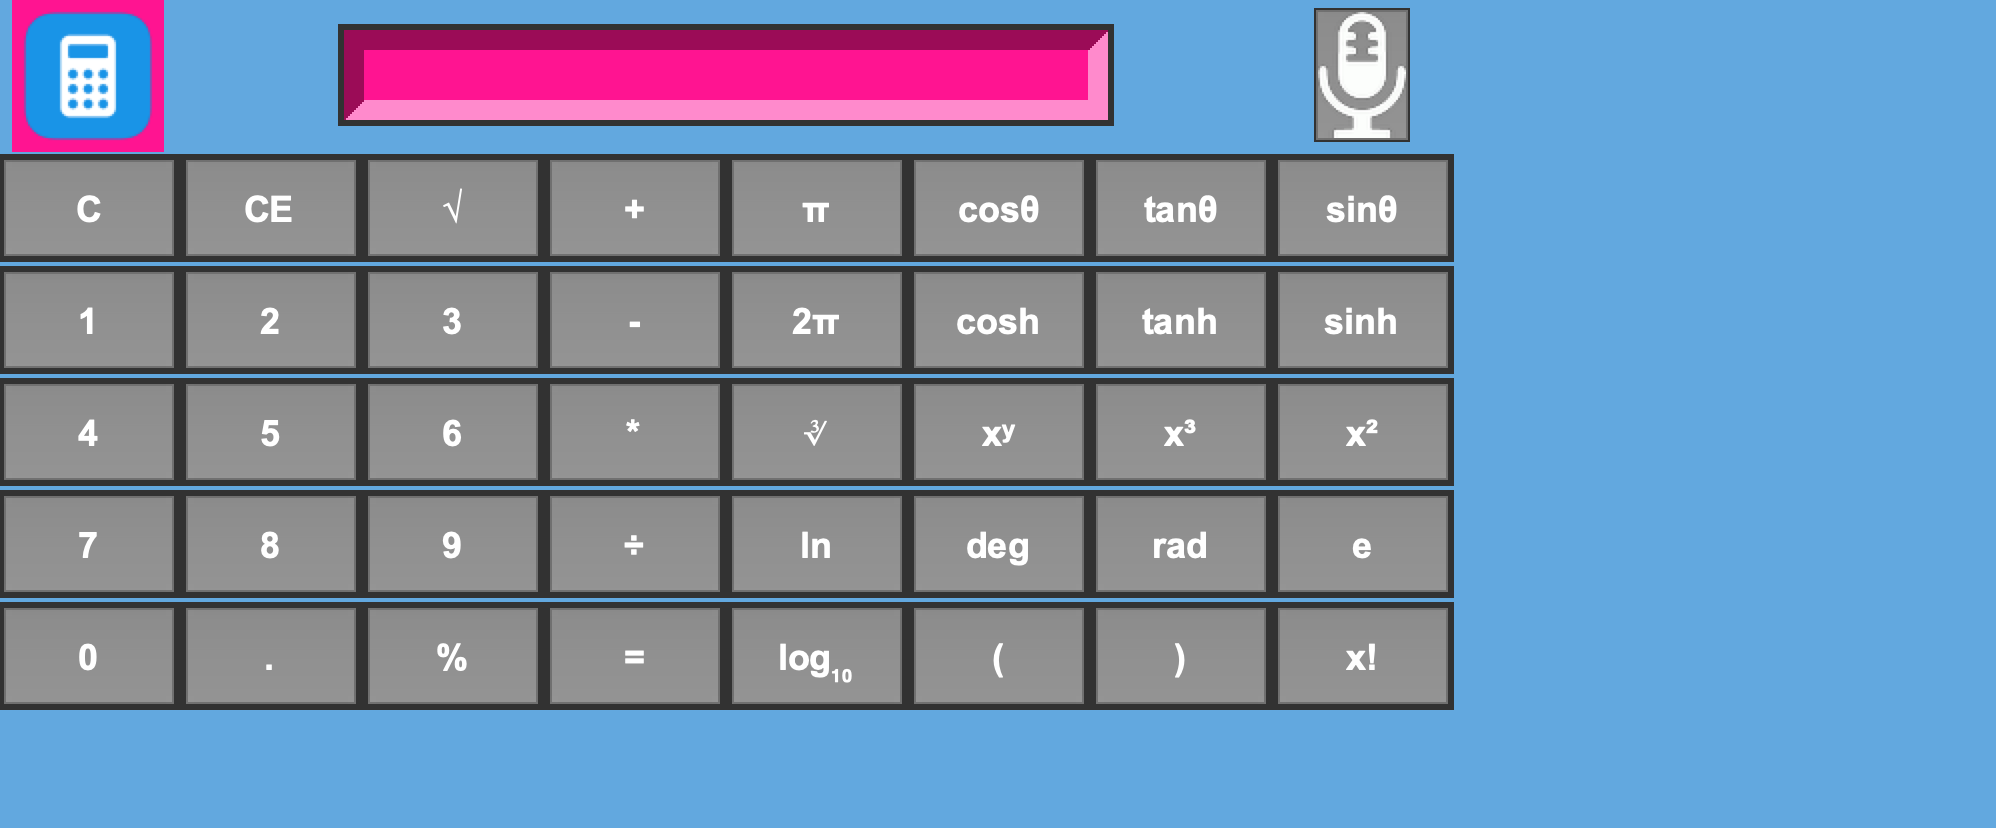 C CE √ + π cosθ tanθ sinθ
1 2 3 - 2π cosh tanh sinh
4 5 6 * ∛ xʸ x³ x²
7 8 9 ÷ ln deg rad e
0 . % = log₁₀ ( ) x!